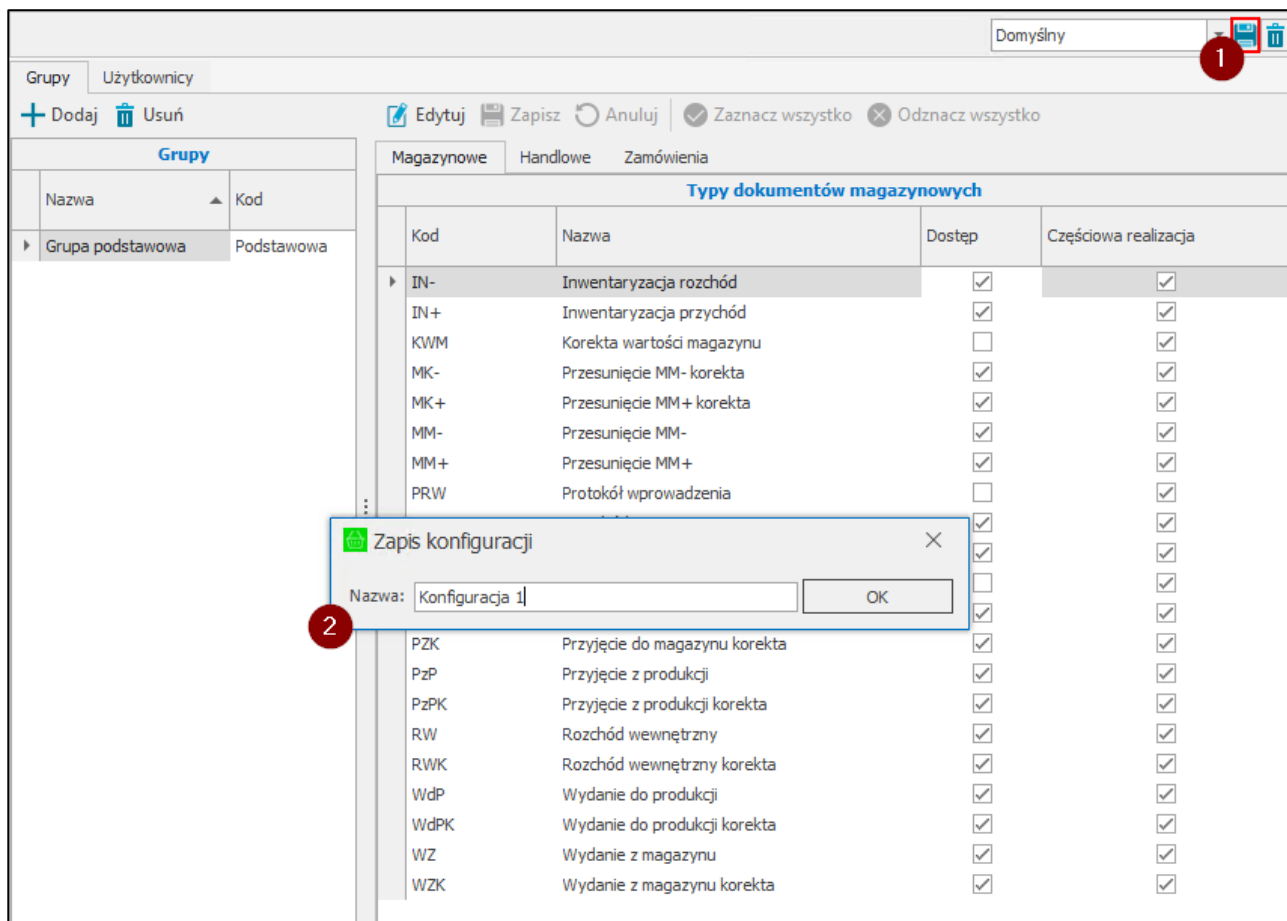 Domyślny
1
Grupy Użytkownicy
Dodaj Usuń Edytuj Zapisz Anuluj Zaznacz wszystko Odznacz wszystko
Grupy
Magazynowe Handlowe Zamówienia
Typy dokumentów magazynowych
Nazwa Kod
Kod Nazwa Dostęp Częściowa realizacja
Grupa podstawowa Podstawowa
IN- Inwentaryzacja rozchód
IN+ Inwentaryzacja przychód
KWM Korekta wartości magazynu
MK- Przesunięcie MM- korekta
MK+ Przesunięcie MM+ korekta
MM- Przesunięcie MM-
MM+ Przesunięcie MM+
PRW Protokół wprowadzenia
Zapis konfiguracji
Nazwa: Konfiguracja 1 OK
2
PZK Przyjęcie do magazynu korekta
PzP Przyjęcie z produkcji
PzPK Przyjęcie z produkcji korekta
RW Rozchód wewnętrzny
RWK Rozchód wewnętrzny korekta
WdP Wydanie do produkcji
WdPK Wydanie do produkcji korekta
WZ Wydanie z magazynu
WZK Wydanie z magazynu korekta